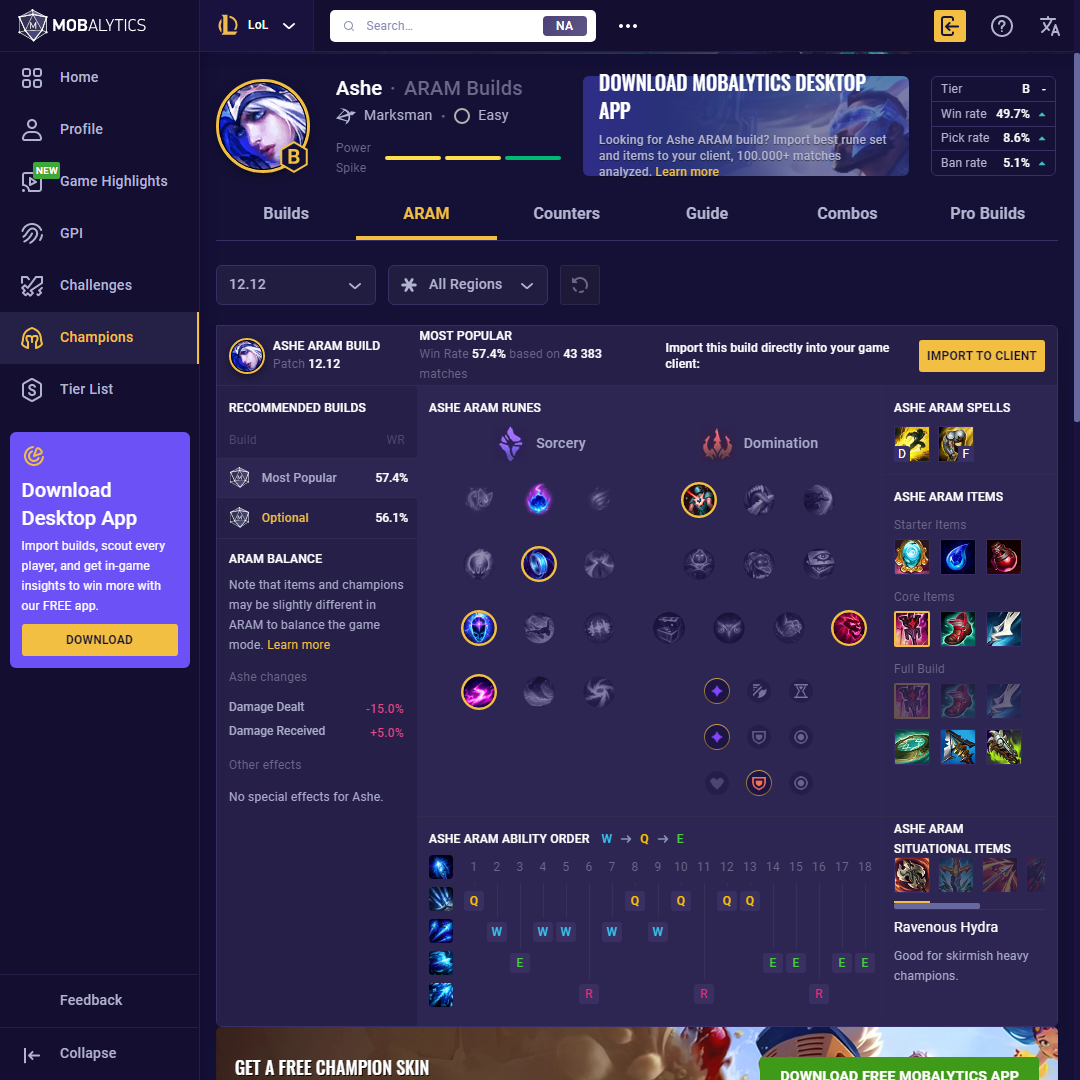 MOBALYTICS
LoL
Search...
NA
Home
Profile
NEW
Game Highlights
GPI
Challenges
Champions
Tier List
Download
Desktop App
Import builds, scout every
player, and get in-game
insights to win more with
our FREE app.
DOWNLOAD
Feedback
Collapse
B
Ashe · ARAM Builds
Marksman · Easy
Power
Spike
DOWNLOAD MOBALYTICS DESKTOP
APP
Looking for Ashe ARAM build? Import best rune set
and items to your client, 100.000+ matches
analyzed. Learn more
Tier B -
Win rate 49.7%
Pick rate 8.6%
Ban rate 5.1%
Builds
ARAM
Counters
Guide
Combos
Pro Builds
12.12
All Regions
ASHE ARAM BUILD
Patch 12.12
MOST POPULAR
Win Rate 57.4% based on 43 383
matches
Import this build directly into your game
client:
IMPORT TO CLIENT
RECOMMENDED BUILDS
Build WR
Most Popular 57.4%
Optional 56.1%
ARAM BALANCE
Note that items and champions
may be slightly different in
ARAM to balance the game
mode. Learn more
Ashe changes
Damage Dealt -15.0%
Damage Received +5.0%
Other effects
No special effects for Ashe.
ASHE ARAM RUNES
Sorcery
Domination
ASHE ARAM SPELLS
D F
ASHE ARAM ITEMS
Starter Items
Core Items
Full Build
ASHE ARAM ABILITY ORDER W → Q → E
1 2 3 4 5 6 7 8 9 10 11 12 13 14 15 16 17 18
Q Q Q Q Q
W W W W W
E E E E E
R R R
ASHE ARAM
SITUATIONAL ITEMS
Ravenous Hydra
Good for skirmish heavy
champions.
GET A FREE CHAMPION SKIN
DOWNLOAD FREE MOBALYTICS APP